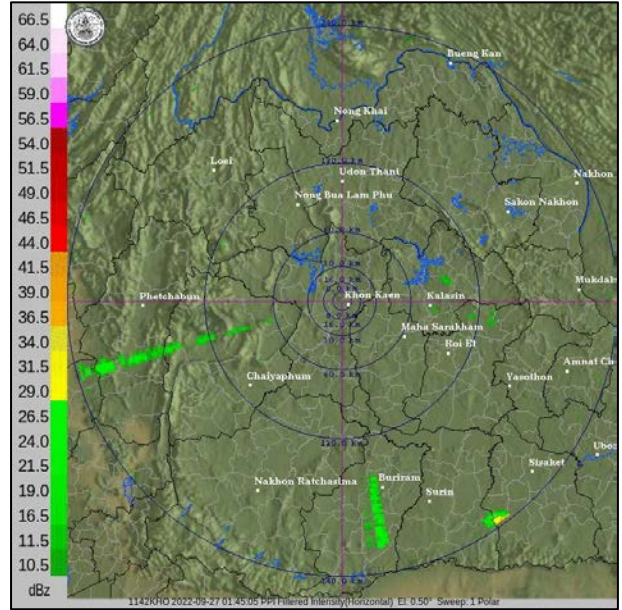 66.5
64.0
61.5
59.0
56.5
54.0
51.5
49.0
46.5
44.0
41.5
39.0
36.5
34.0
31.5
29.0
26.5
24.0
21.5
19.0
16.5
14.0
11.5
10.5
dBz
Bueng Kan
Nong Khai
Loei
Udon Thani
Nakhon
Nong Bua Lam Phu
Sakon Nakhon
Mukdah
Phetchabun
Khon Kaen
Kalasin
Maha Sarakham
Roi Et
Amnat Ch
Chaiyaphum
Yasothon
Ubo
Sisaket
Nakhon Ratchasima
Buriram
Surin
1142KHO 2022-09-27 01:45:05 PPI Filtered Intensity(Horizontal) El: 0.50° Sweep: 1 Polar